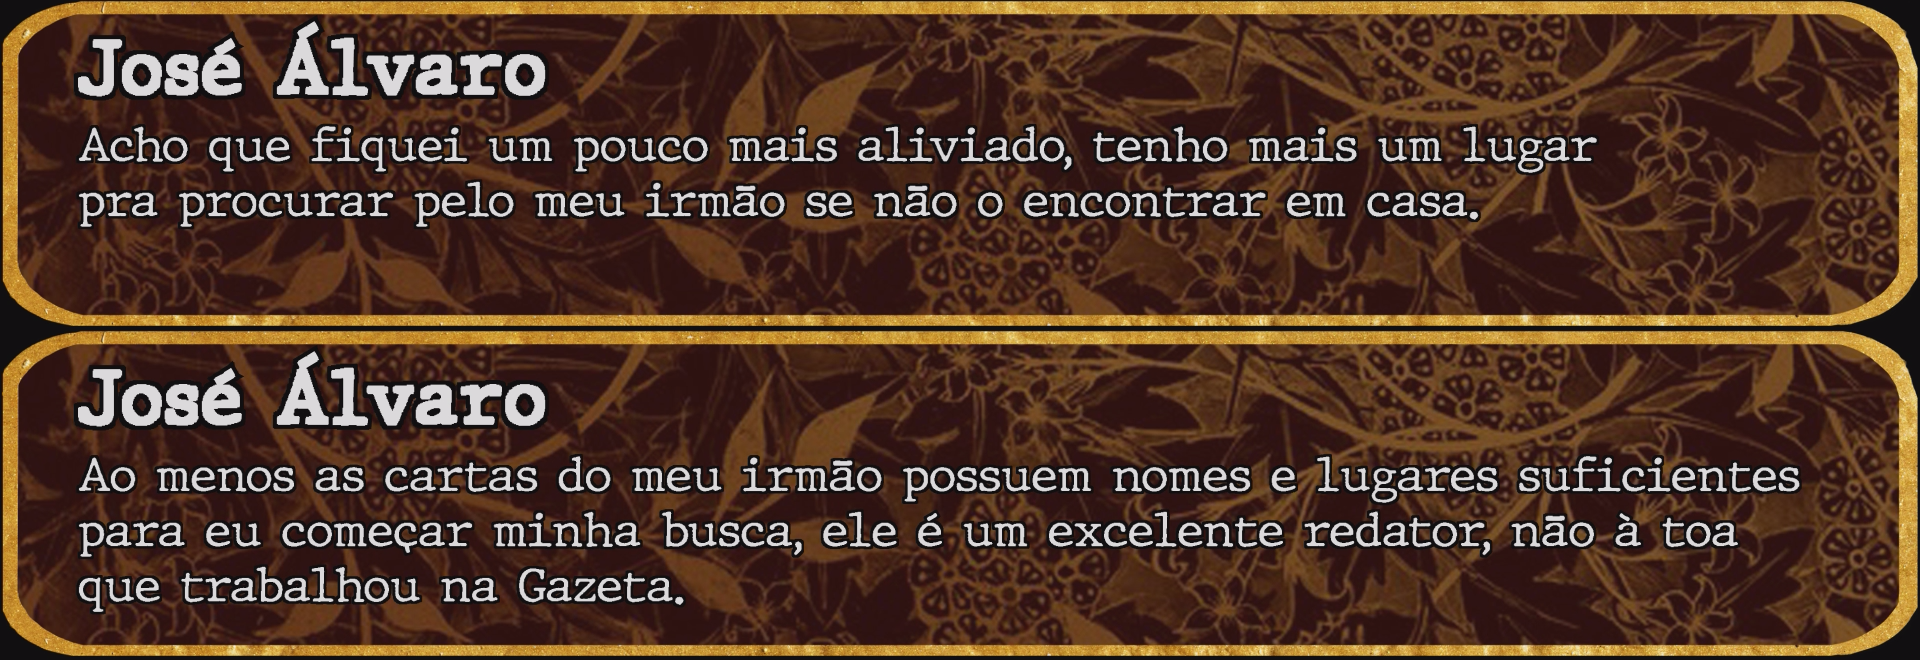 José Álvaro
Acho que fiquei um pouco mais aliviado, tenho mais um lugar
pra procurar pelo meu irmão se não o encontrar em casa.
José Álvaro
Ao menos as cartas do meu irmão possuem nomes e lugares suficientes
para eu começar minha busca, ele é um excelente redator, não à toa
que trabalhou na Gazeta.